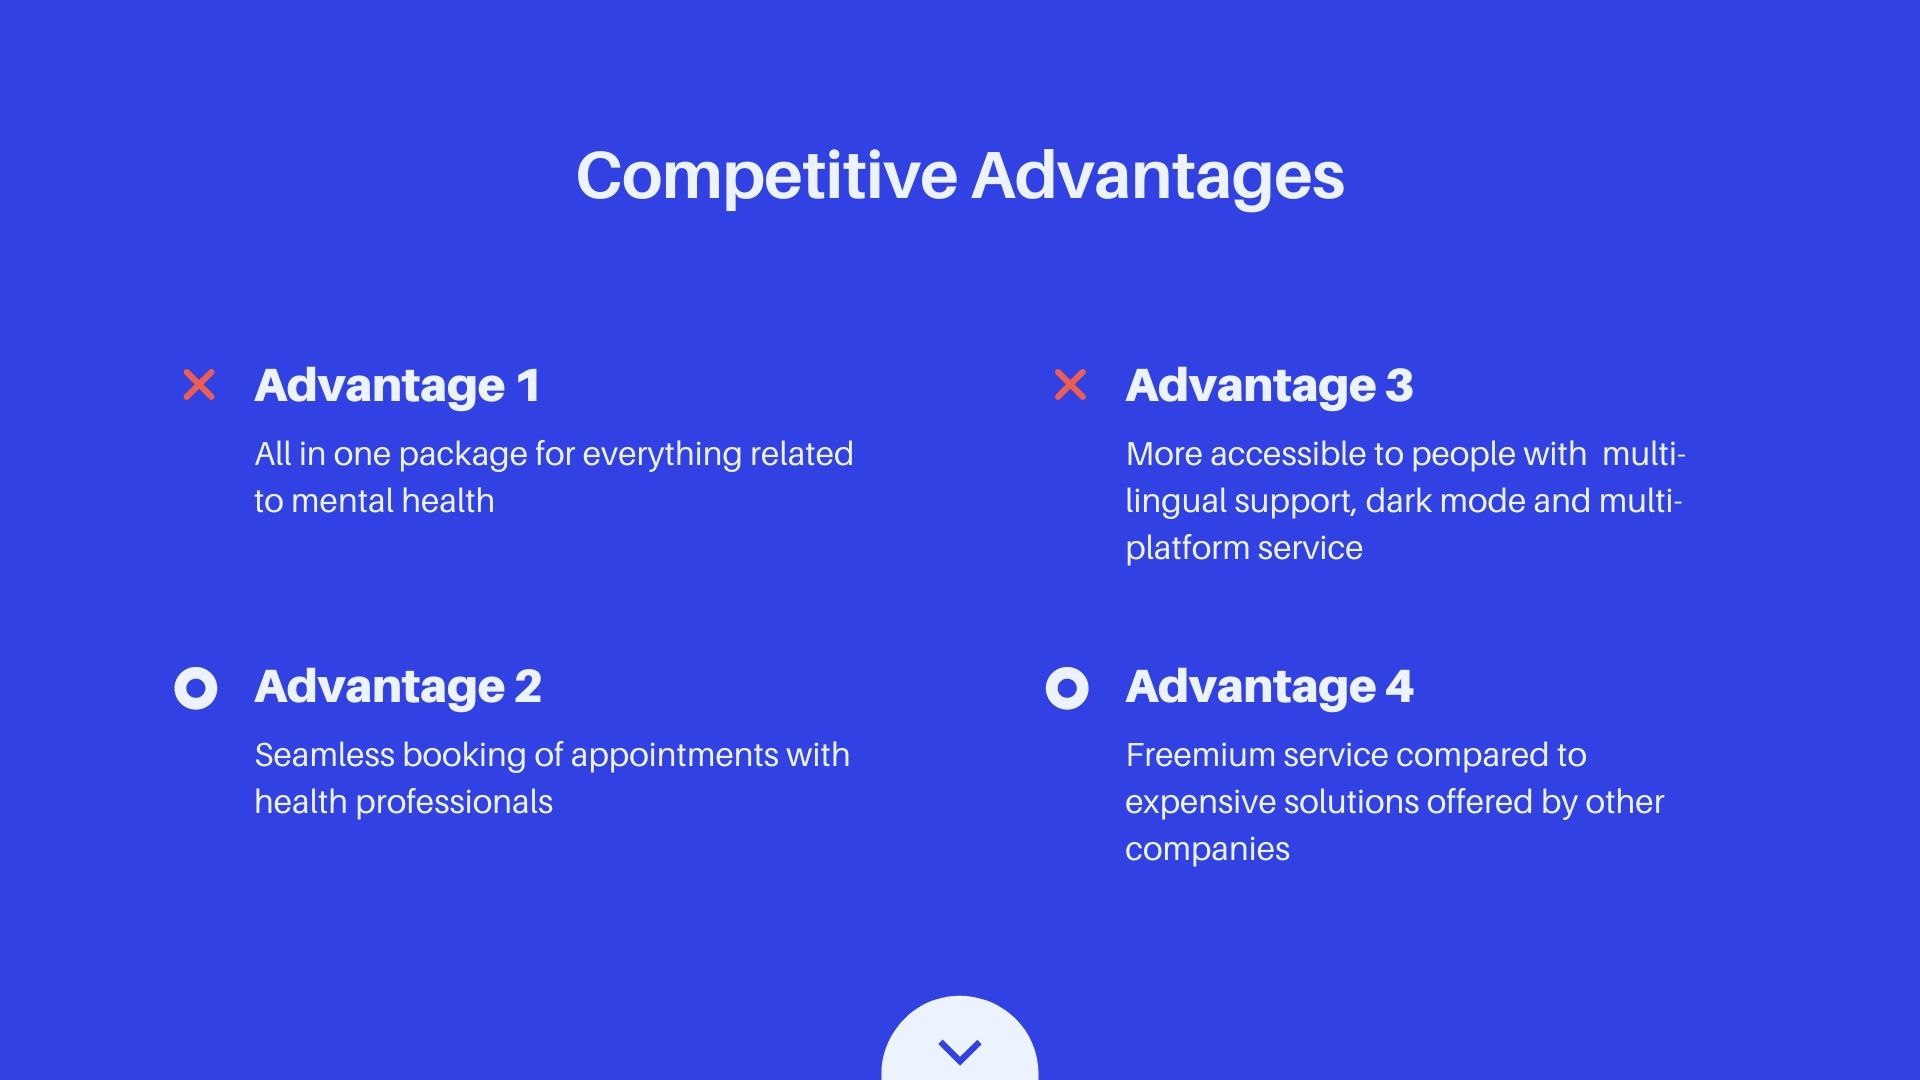 Competitive Advantages
Advantage 1
All in one package for everything related
to mental health
Advantage 2
Seamless booking of appointments with
health professionals
Advantage 3
More accessible to people with  multi-
lingual support, dark mode and multi-
platform service
Advantage 4
Freemium service compared to
expensive solutions offered by other
companies